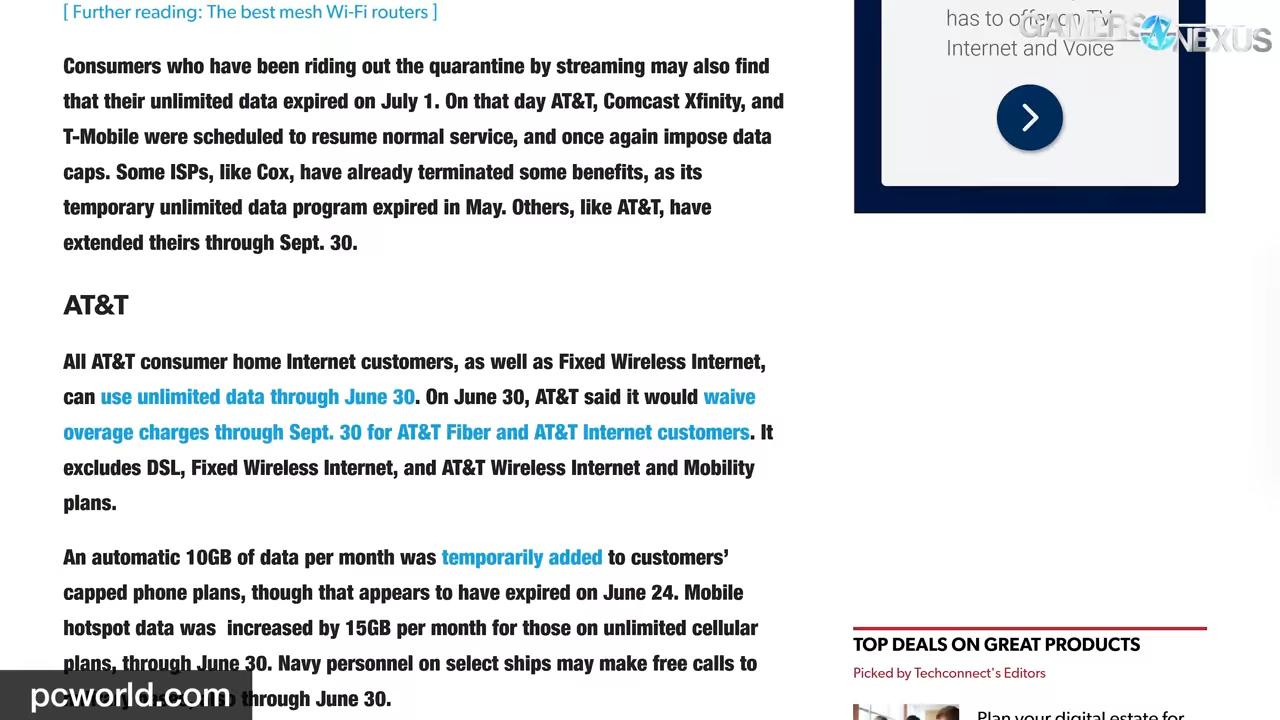 [ Further reading: The best mesh Wi-Fi routers ]
Consumers who have been riding out the quarantine by streaming may also find
that their unlimited data expired on July 1. On that day AT&T, Comcast Xfinity, and
T-Mobile were scheduled to resume normal service, and once again impose data
caps. Some ISPs, like Cox, have already terminated some benefits, as its
temporary unlimited data program expired in May. Others, like AT&T, have
extended theirs through Sept. 30.
AT&T
All AT&T consumer home Internet customers, as well as Fixed Wireless Internet,
can use unlimited data through June 30. On June 30, AT&T said it would waive
overage charges through Sept. 30 for AT&T Fiber and AT&T Internet customers. It
excludes DSL, Fixed Wireless Internet, and AT&T Wireless Internet and Mobility
plans.
An automatic 10GB of data per month was temporarily added to customers’
capped phone plans, though that appears to have expired on June 24. Mobile
hotspot data was increased by 15GB per month for those on unlimited cellular
plans, through June 30. Navy personnel on select ships may make free calls to
through June 30.
pcworld.com
has to offer on TV,
Internet and Voice
GAMERS NEXUS
TOP DEALS ON GREAT PRODUCTS
Picked by Techconnect's Editors
Plan your digital estate for